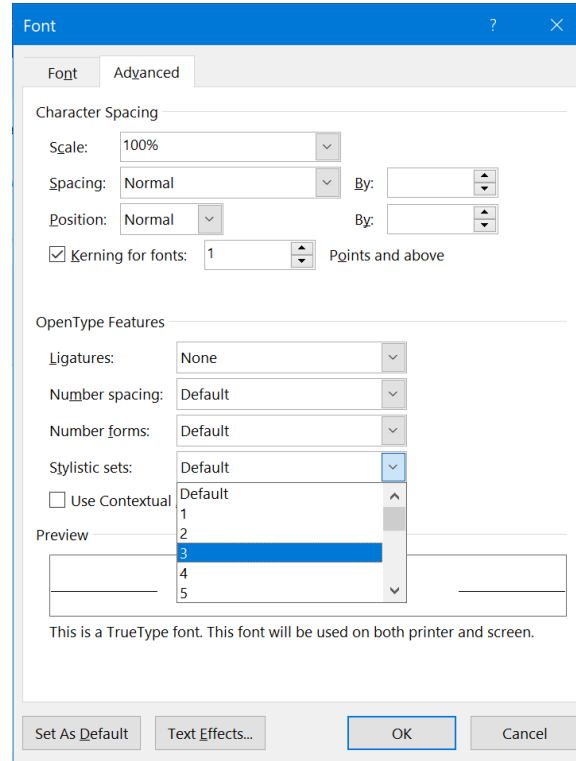 Font ?
Font Advanced
Character Spacing
Scale: 100%
Spacing: Normal By:
Position: Normal By:
Kerning for fonts: 1 Points and above
OpenType Features
Ligatures: None
Number spacing: Default
Number forms: Default
Stylistic sets: Default
Default
Use Contextual
1
2
Preview
3
4
5
This is a TrueType font. This font will be used on both printer and screen.
Set As Default Text Effects... OK Cancel